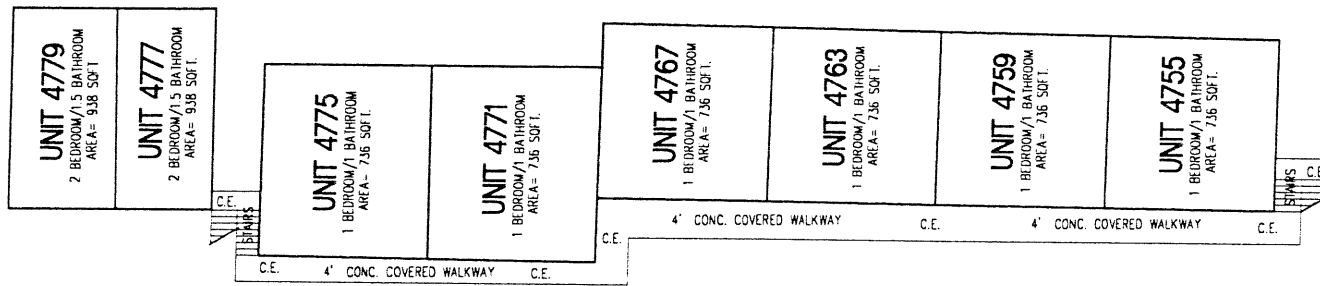 UNIT 4779
2 BEDROOM/1.5 BATHROOM
AREA= 938 SQFT
UNIT 4777
2 BEDROOM/1.5 BATHROOM
AREA= 938 SQFT.
C.E.
STAIRS
UNIT 4775
1 BEDROOM/1 BATHROOM
AREA- 736 SQFT.
UNIT 4771
1 BEDROOM/1 BATHROOM
AREA= 736 SQFT.
C.E.
4' CONC. COVERED WALKWAY
C.E.
C.E.
UNIT 4767
1 BEDROOM/1 BATHROOM
AREA= 736 SQFT.
UNIT 4763
1 BEDROOM/1 BATHROOM
AREA= 736 SQFT.
UNIT 4759
1 BEDROOM/1 BATHROOM
AREA= 736 SQFT.
UNIT 4755
1 BEDROOM/1 BATHROOM
AREA= 736 SQFT.
4' CONC. COVERED WALKWAY
C.E.
4' CONC. COVERED WALKWAY
C.E.
STAIRS
C.E.